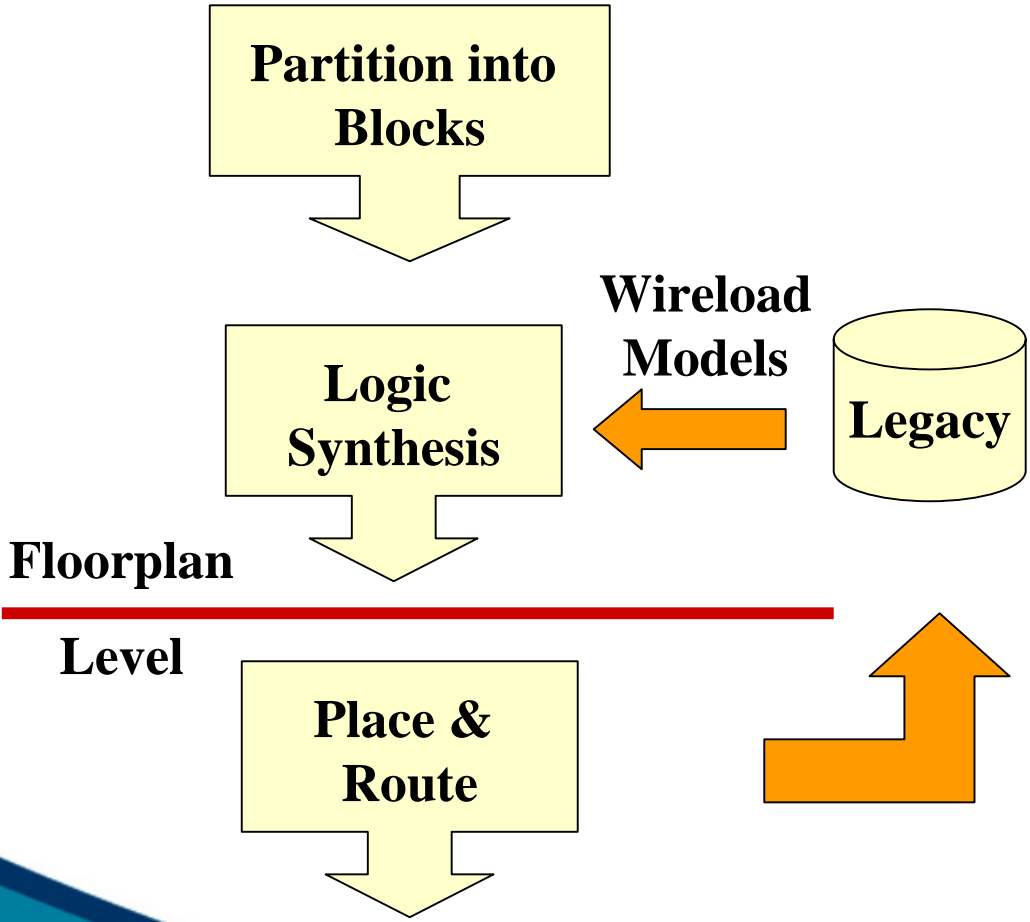 Partition into
Blocks
Wireload
Models
Logic
Synthesis
Legacy
Floorplan
Level
Place &
Route